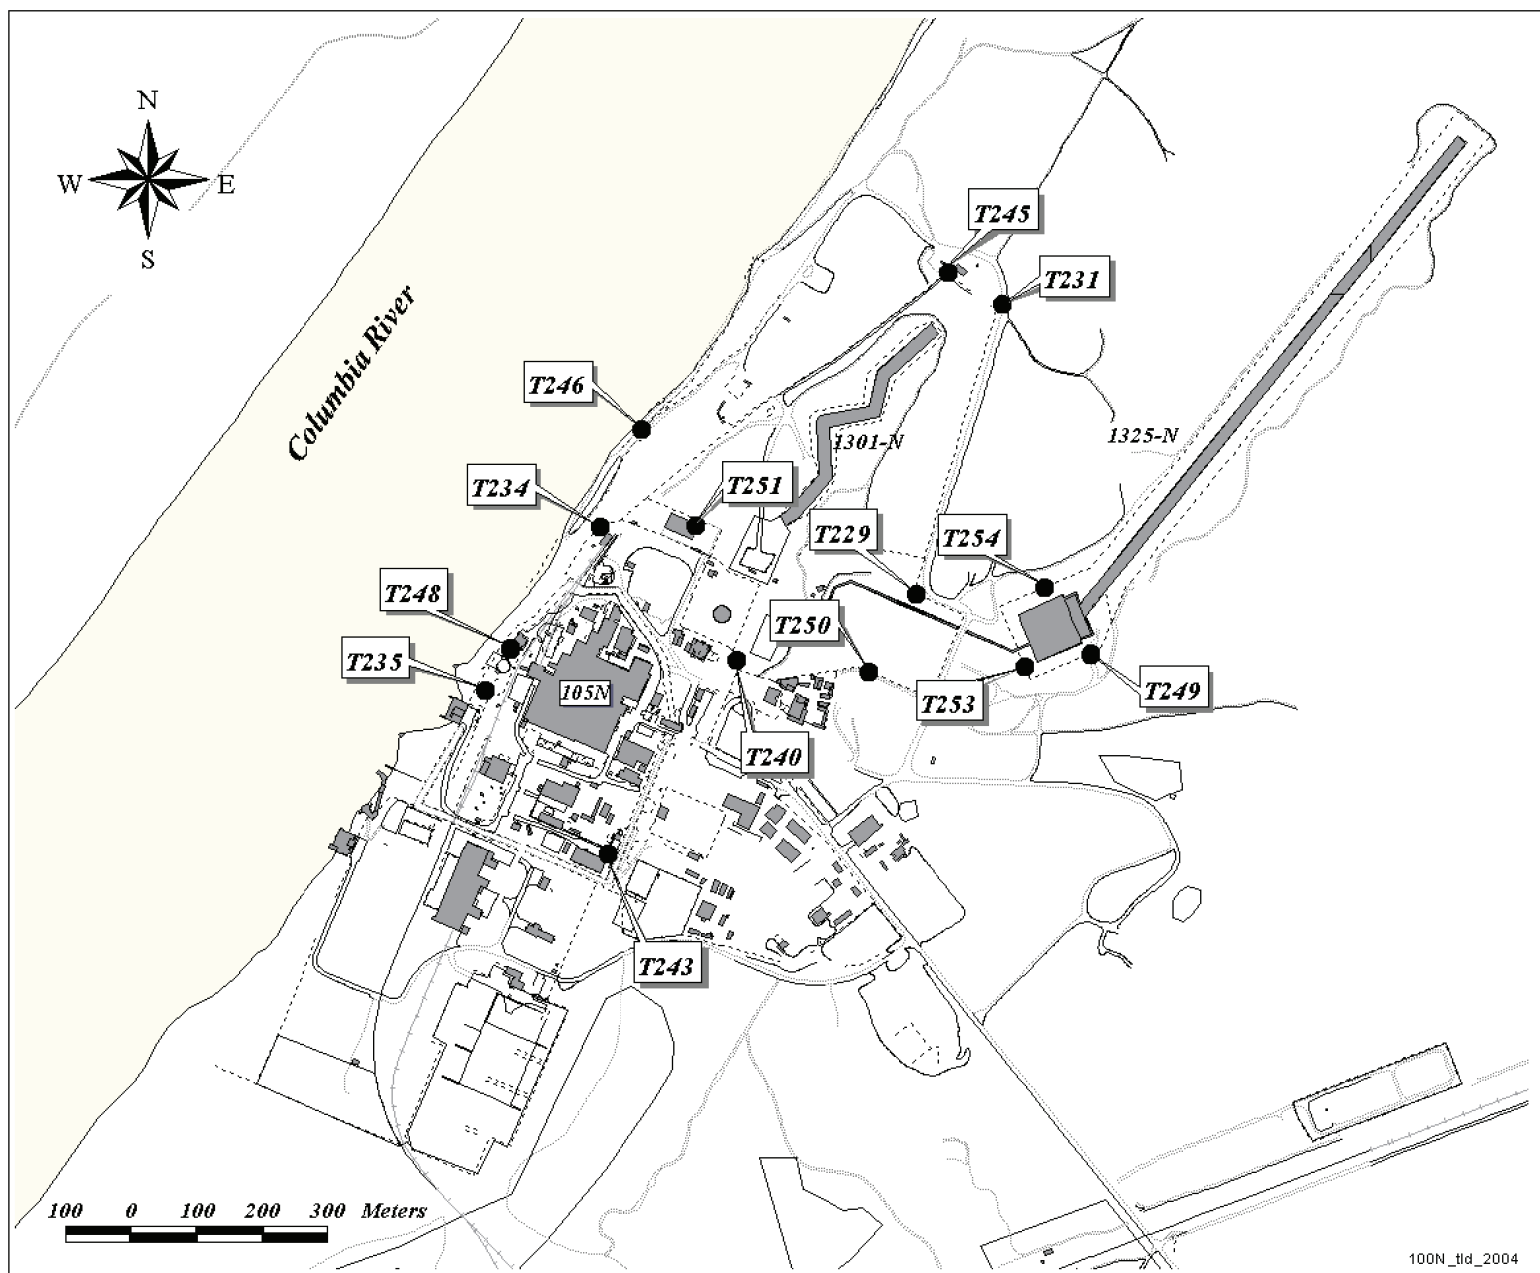 N
W E
S
Columbia River
T245
T231
T246
1301-N
1325-N
T234
T251
T229
T254
T248
T250
T235
105N
T253
T249
T240
T243
100 0 100 200 300 Meters
100N_tld_2004